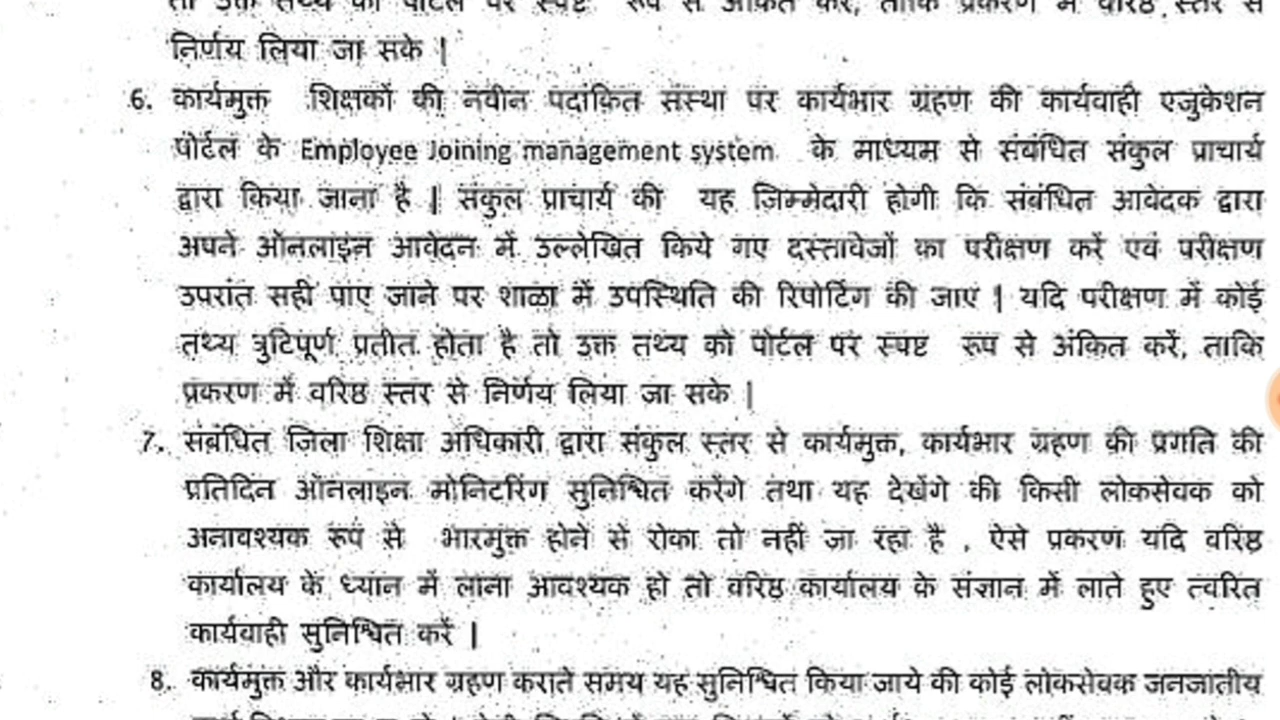 तो उक्त तथ्य को पोर्टल पर स्पष्ट रूप से अंकित करें, ताकि प्रकरण में वरिष्ठ स्तर से
निर्णय लिया जा सके |
6. कार्यमुक्त शिक्षकों की नवीन पदांकित संस्था पर कार्यभार ग्रहण की कार्यवाही एजुकेशन
पोर्टल के Employee Joining management system के माध्यम से संबंधित संकुल प्राचार्य
द्वारा किया जाना है | संकुल प्राचार्य की यह जिम्मेदारी होगी कि संबंधित आवेदक द्वारा
अपने ऑनलाइन आवेदन में उल्लेखित किये गए दस्तावेजों का परीक्षण करें एवं परीक्षण
उपरांत सही पाए जाने पर शाळा में उपस्थिति की रिपोर्टिंग की जाए | यदि परीक्षण में कोई
तथ्य त्रुटिपूर्ण प्रतीत होता है तो उक्त तथ्य को पोर्टल पर स्पष्ट रूप से अंकित करें, ताकि
प्रकरण में वरिष्ठ स्तर से निर्णय लिया जा सके |
7. संबंधित जिला शिक्षा अधिकारी द्वारा संकुल स्तर से कार्यमुक्त, कार्यभार ग्रहण की प्रगति की
प्रतिदिन ऑनलाइन मोनिटरिंग सुनिश्चित करेंगे तथा यह देखेंगे की किसी लोकसेवक को
अनावश्यक रूप से भारमुक्त होने से रोका तो नहीं जा रहा है , ऐसे प्रकरण यदि वरिष्ठ
कार्यालय के ध्यान में लाना आवश्यक हो तो वरिष्ठ कार्यालय के संज्ञान में लाते हुए त्वरित
कार्यवाही सुनिश्चित करें |
8. कार्यमुक्त और कार्यभार ग्रहण कराते समय यह सुनिश्चित किया जाये की कोई लोकसेवक जनजातीय